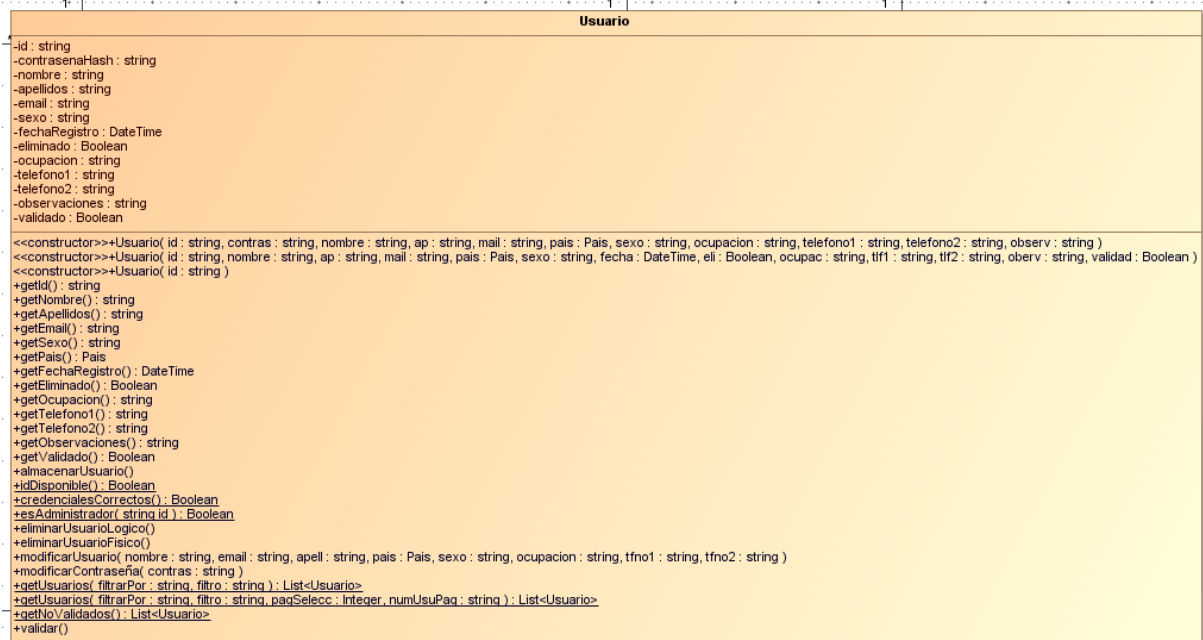 1
1
1
Usuario
*
-id : string
-contrasenaHash : string
-nombre : string
-apellidos : string
-email : string
-sexo : string
-fechaRegistro : DateTime
-eliminado : Boolean
-ocupacion : string
-telefono1 : string
-telefono2 : string
-observaciones : string
-validado : Boolean
<<constructor>>+Usuario( id : string, contras : string, nombre : string, ap : string, mail : string, pais : Pais, sexo : string, ocupacion : string, telefono1 : string, telefono2 : string, observ : string )
<<constructor>>+Usuario( id : string, nombre : string, ap : string, mail : string, pais : Pais, sexo : string, fecha : DateTime, eli : Boolean, ocupac : string, tlf1 : string, tlf2 : string, oberv : string, validad : Boolean )
<<constructor>>+Usuario( id : string )
+getId() : string
+getNombre() : string
+getApellidos() : string
+getEmail() : string
+getSexo() : string
+getPais() : Pais
+getFechaRegistro() : DateTime
+getEliminado() : Boolean
+getOcupacion() : string
+getTelefono1() : string
+getTelefono2() : string
+getObservaciones() : string
+getValidado() : Boolean
+almacenarUsuario()
+idDisponible() : Boolean
+credencialesCorrectos() : Boolean
+esAdministrador( string id ) : Boolean
+eliminarUsuarioLogico()
+eliminarUsuarioFisico()
+modificarUsuario( nombre : string, email : string, apell : string, pais : Pais, sexo : string, ocupacion : string, tfno1 : string, tfno2 : string )
+modificarContraseña( contras : string )
+getUsuarios( filtrarPor : string, filtro : string ) : List<Usuario>
+getUsuarios( filtrarPor : string, filtro : string, pagSelecc : Integer, numUsuPag : string ) : List<Usuario>
+getNoValidados() : List<Usuario>
+validar()